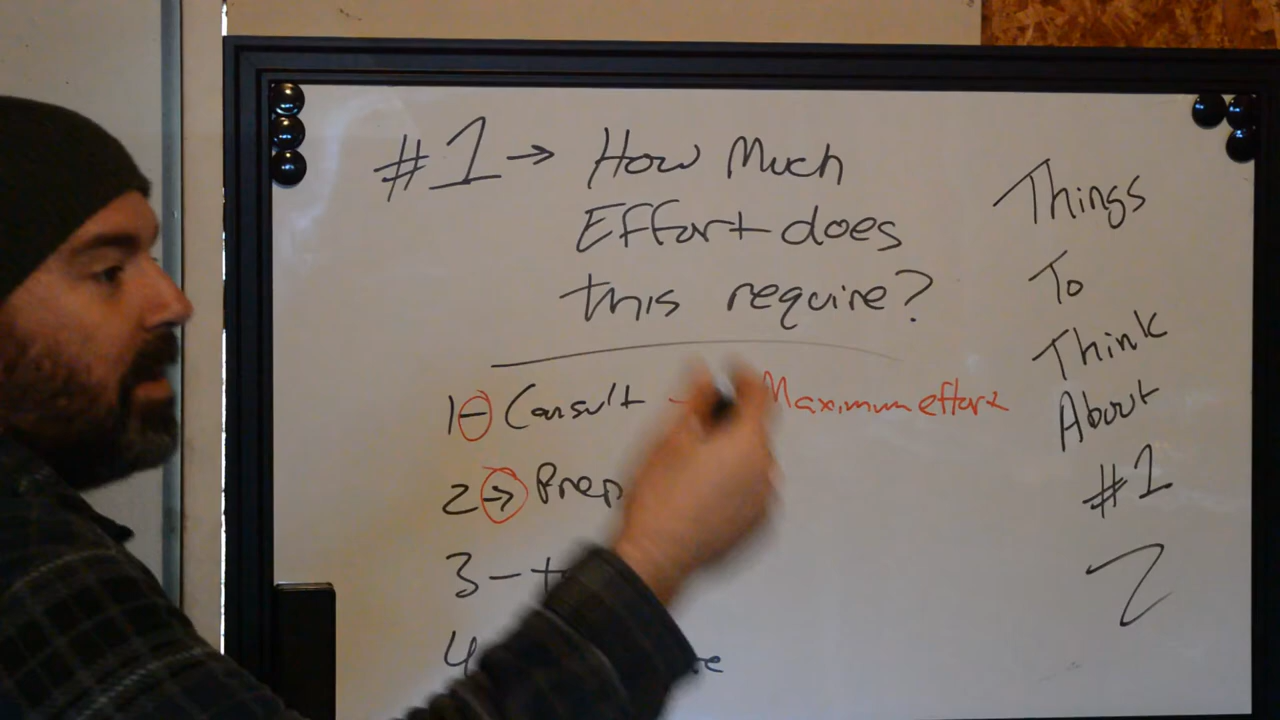 #1 → How Much
Effort does
this require?
1- Consult - Maximum effort
2 → Prep
3 -
4
Things
To
Think
About
#1